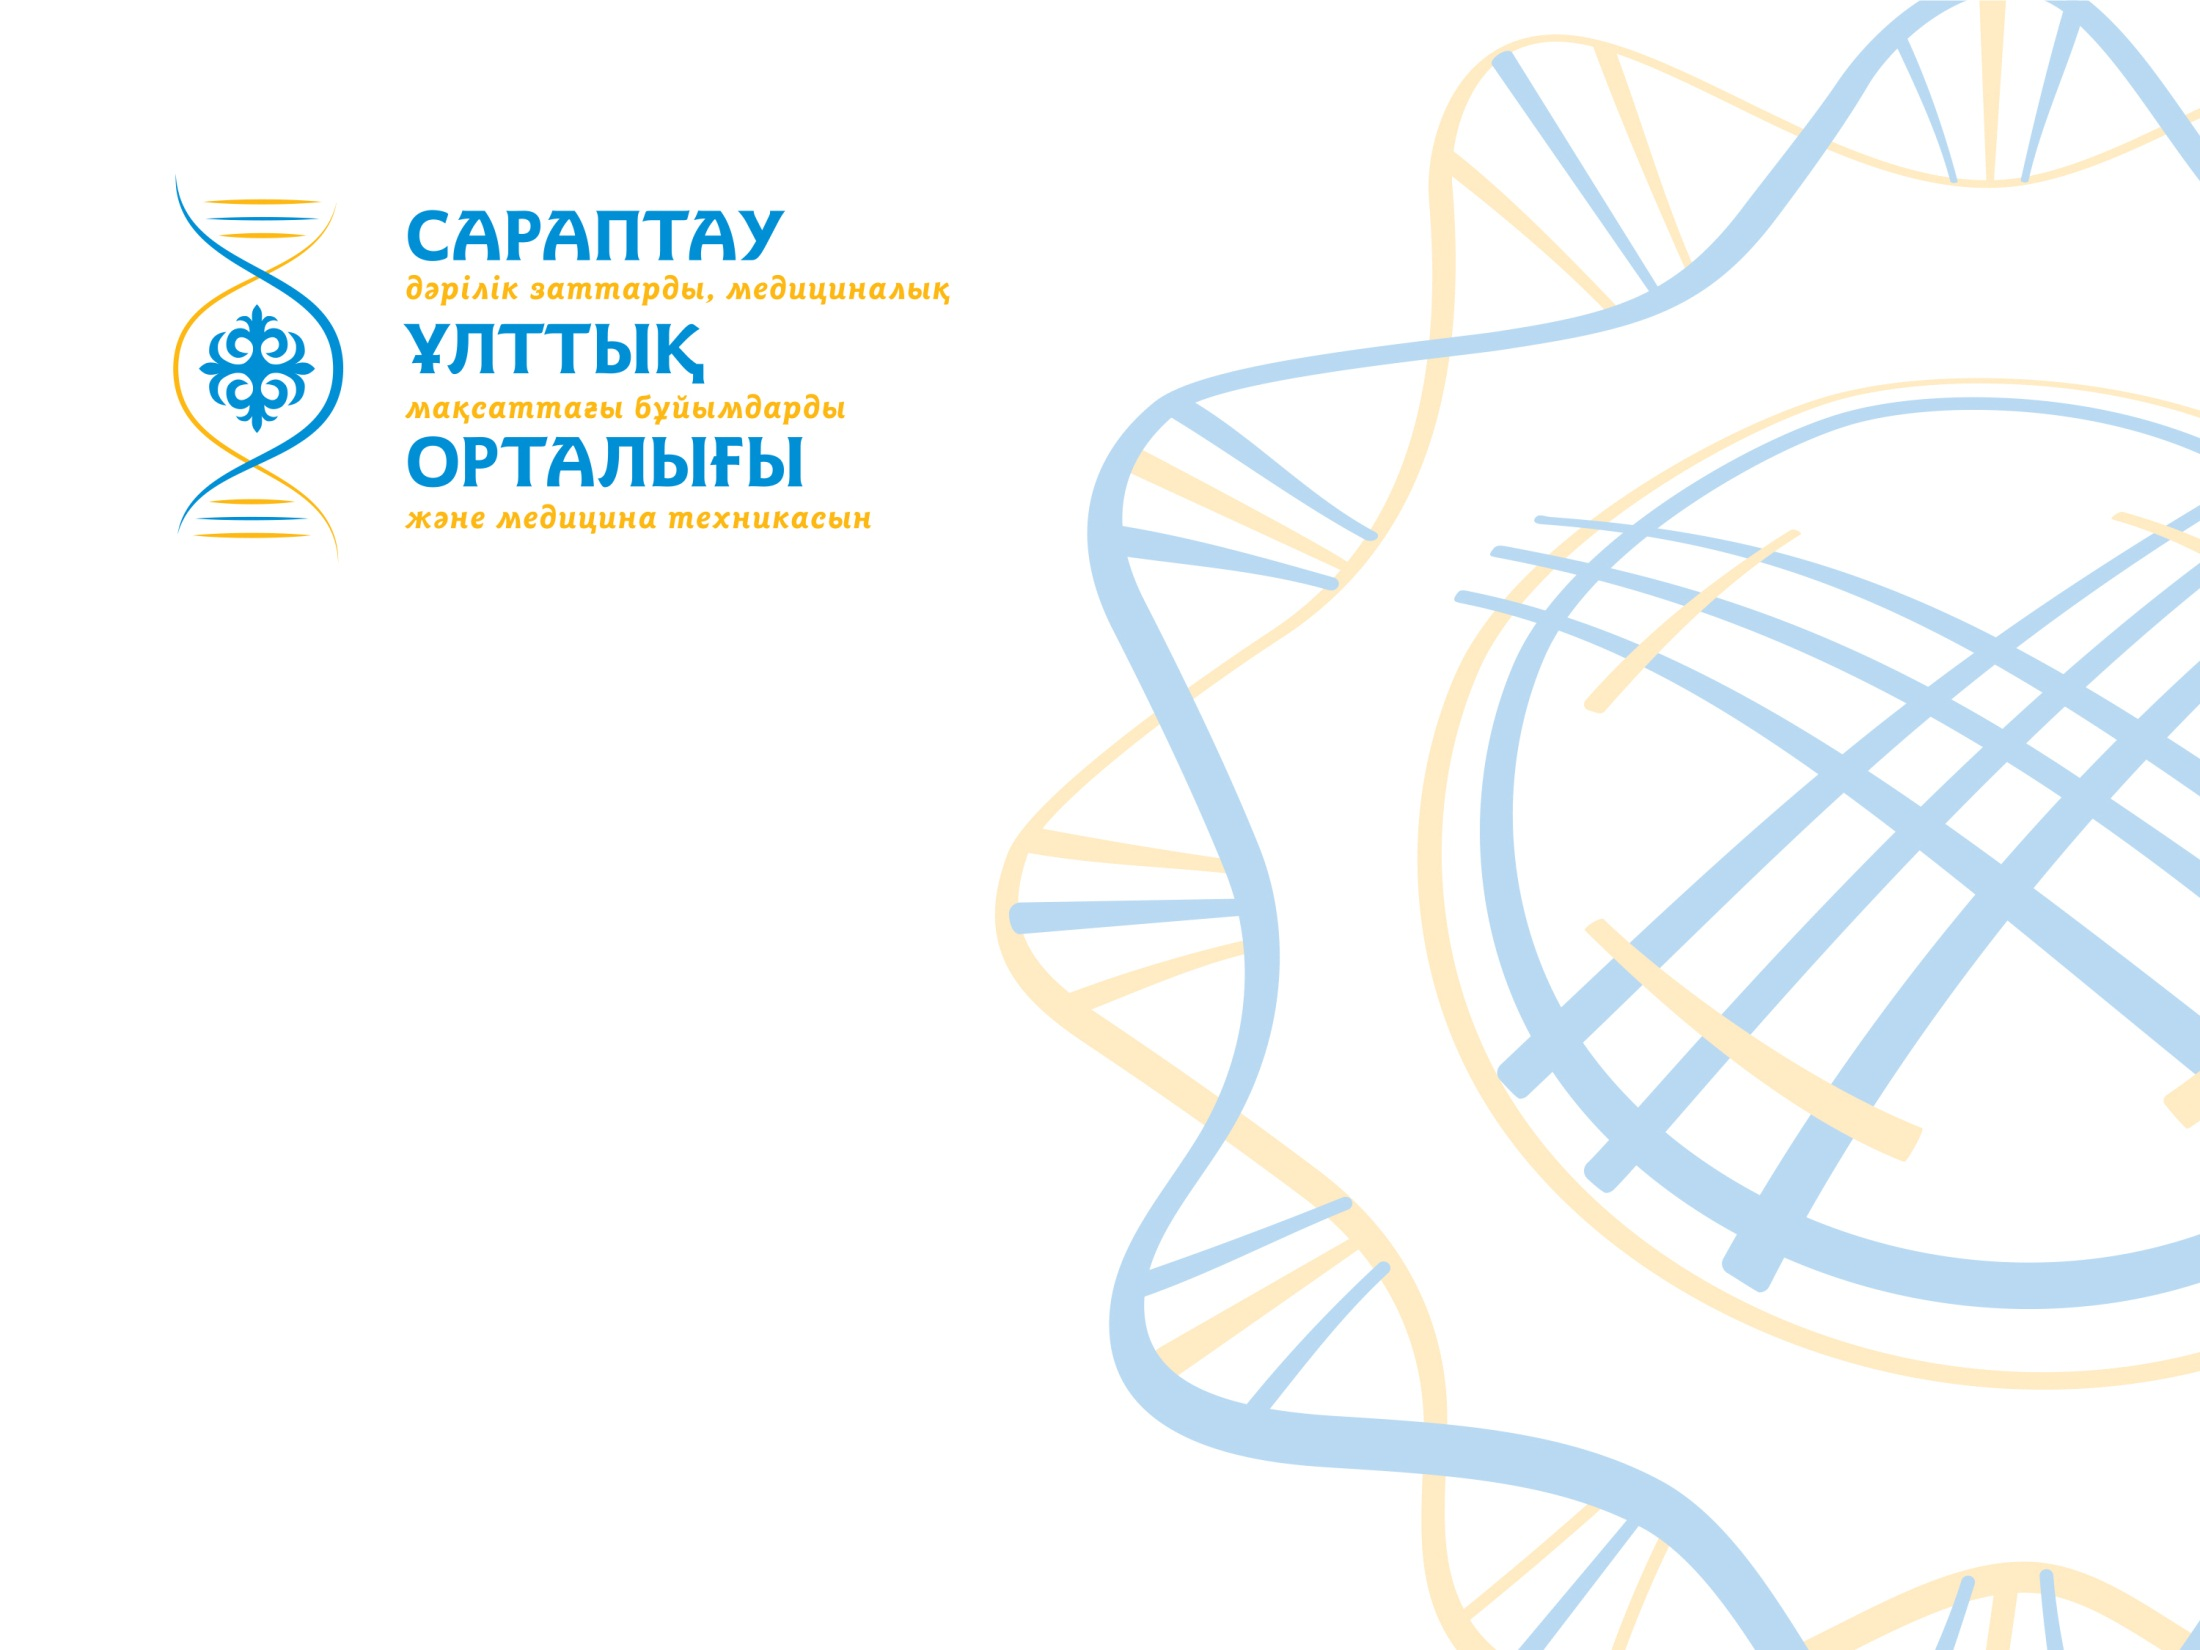 САРАПТАУ
дәрілік заттарды, медициналық
ҰЛТТЫҚ
мақсаттағы бұйымдарды
ОРТАЛЫҒЫ
және медицина техникасын